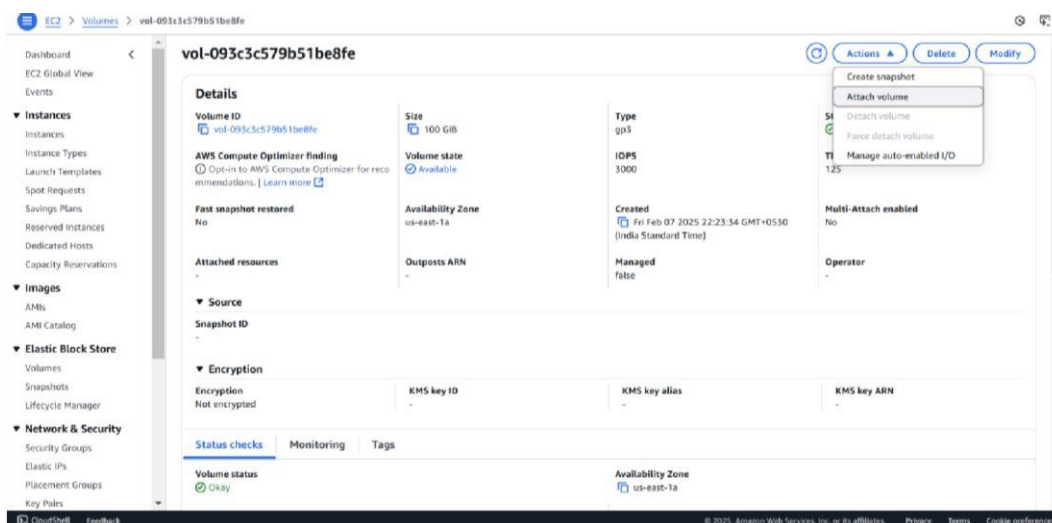 EC2 > Volumes > vol-093c3c579b51be8fe
Dashboard
EC2 Global View
Events
Instances
Instances
Instance Types
Launch Templates
Spot Requests
Savings Plans
Reserved Instances
Dedicated Hosts
Capacity Reservations
Images
AMIs
AMI Catalog
Elastic Block Store
Volumes
Snapshots
Lifecycle Manager
Network & Security
Security Groups
Elastic IPs
Placement Groups
Key Pairs
vol-093c3c579b51be8fe
Actions
Delete
Modify
Create snapshot
Attach volume
Detach volume
Force detach volume
Manage auto-enabled I/O
Details
Volume ID
vol-093c3c579b51be8fe
Size
100 GiB
Type
gp3
AWS Compute Optimizer finding
Opt-in to AWS Compute Optimizer for reco
mmendations. | Learn more
Volume state
Available
IOPS
3000
125
Fast snapshot restored
No
Availability Zone
us-east-1a
Created
Fri Feb 07 2025 22:23:34 GMT+0530
(India Standard Time)
Multi-Attach enabled
No
Attached resources
-
Outposts ARN
-
Managed
false
Operator
-
Source
Snapshot ID
-
Encryption
Encryption
Not encrypted
KMS key ID
-
KMS key alias
-
KMS key ARN
-
Status checks Monitoring Tags
Volume status
Okay
Availability Zone
us-east-1a
CloudShell Feedback
© 2025, Amazon Web Services, Inc. or its affiliates. Privacy Terms Cookie preference